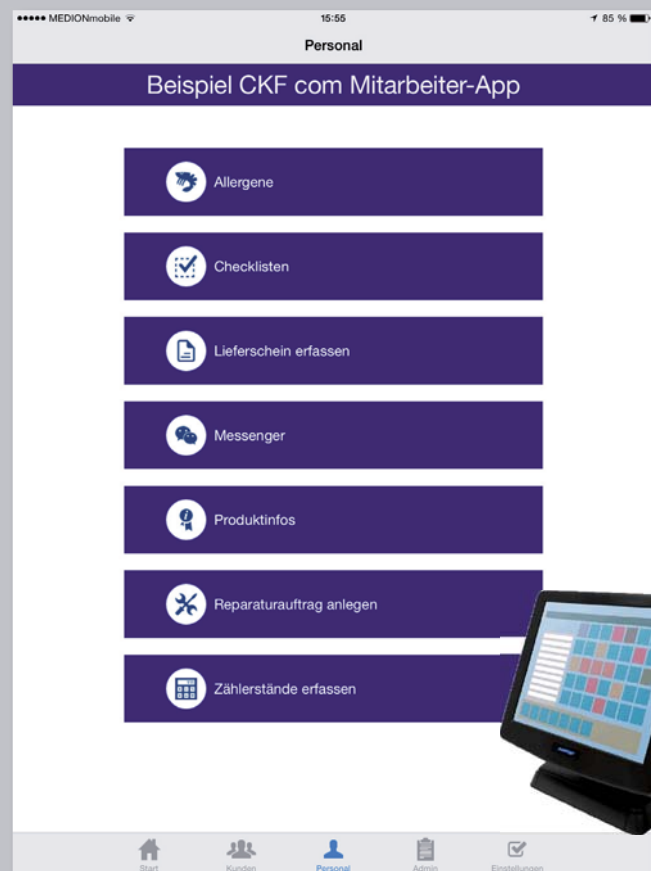 MEDIONmobile 15:55 85 %
Personal
Beispiel CKF com Mitarbeiter-App
Allergene
Checklisten
Lieferschein erfassen
Messenger
Produktinfos
Reparaturauftrag anlegen
Zählerstände erfassen
Start Kunden Personal Admin Einstellungen